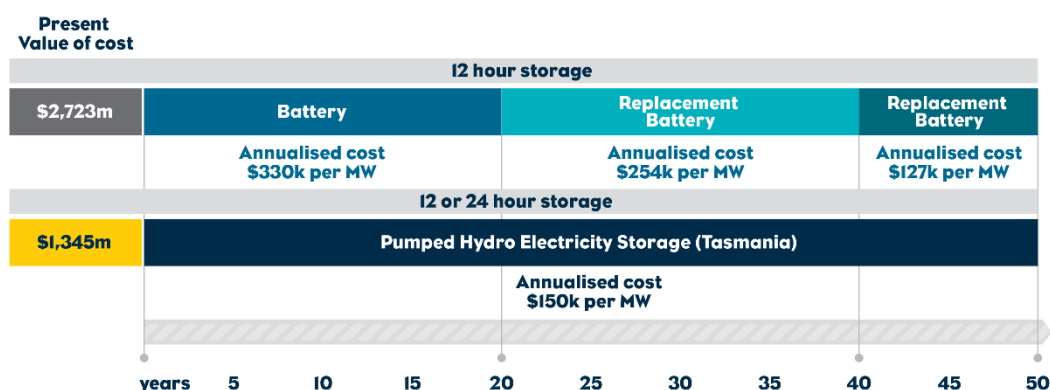 Present
Value of cost
12 hour storage
$2,723m
Battery
Replacement
Battery
Replacement
Battery
Annualised cost
$330k per MW
Annualised cost
$254k per MW
Annualised cost
$127k per MW
12 or 24 hour storage
$1,345m
Pumped Hydro Electricity Storage (Tasmania)
Annualised cost
$150k per MW
years 5 10 15 20 25 30 35 40 45 50